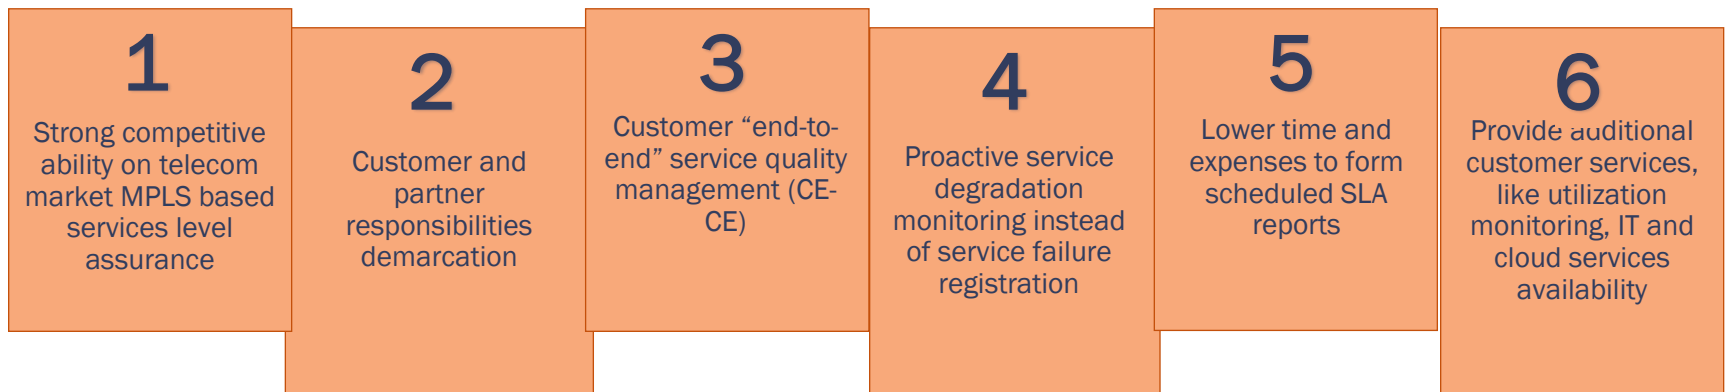 1
Strong competitive
ability on telecom
market MPLS based
services level
assurance
2
Customer and
partner
responsibilities
demarcation
3
Customer “end-to-
end” service quality
management (CE-
CE)
4
Proactive service
degradation
monitoring instead
of service failure
registration
5
Lower time and
expenses to form
scheduled SLA
reports
6
Provide additional
customer services,
like utilization
monitoring, IT and
cloud services
availability